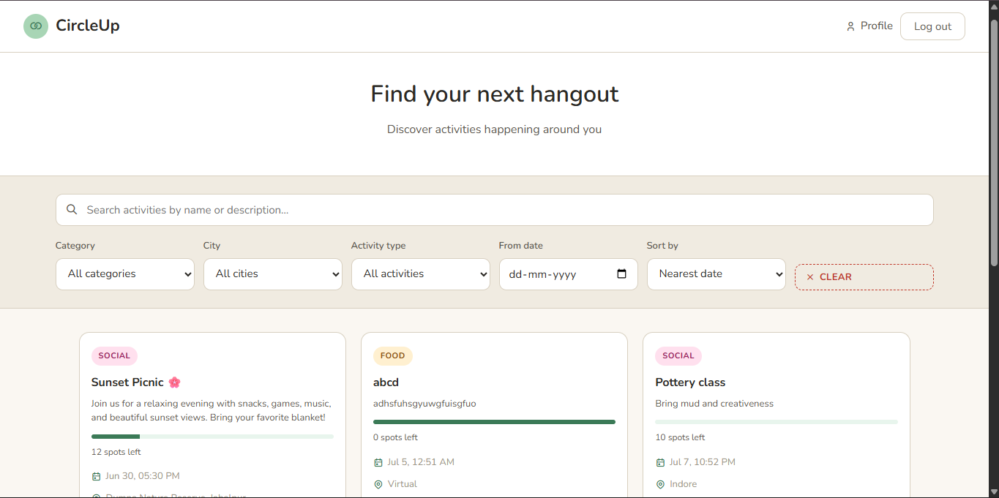 CircleUp
Profile
Log out
Find your next hangout
Discover activities happening around you
Search activities by name or description...
Category
City
Activity type
From date
Sort by
All categories
All cities
All activities
dd-mm-yyyy
Nearest date
× CLEAR
SOCIAL
Sunset Picnic 🌸
Join us for a relaxing evening with snacks, games, music,
and beautiful sunset views. Bring your favorite blanket!
12 spots left
Jun 30, 05:30 PM
Dumna Nature Reserve, Jabalpur
FOOD
abcd
adhsfuhsgyuwgfuisgfuo
0 spots left
Jul 5, 12:51 AM
Virtual
SOCIAL
Pottery class
Bring mud and creativeness
10 spots left
Jul 7, 10:52 PM
Indore